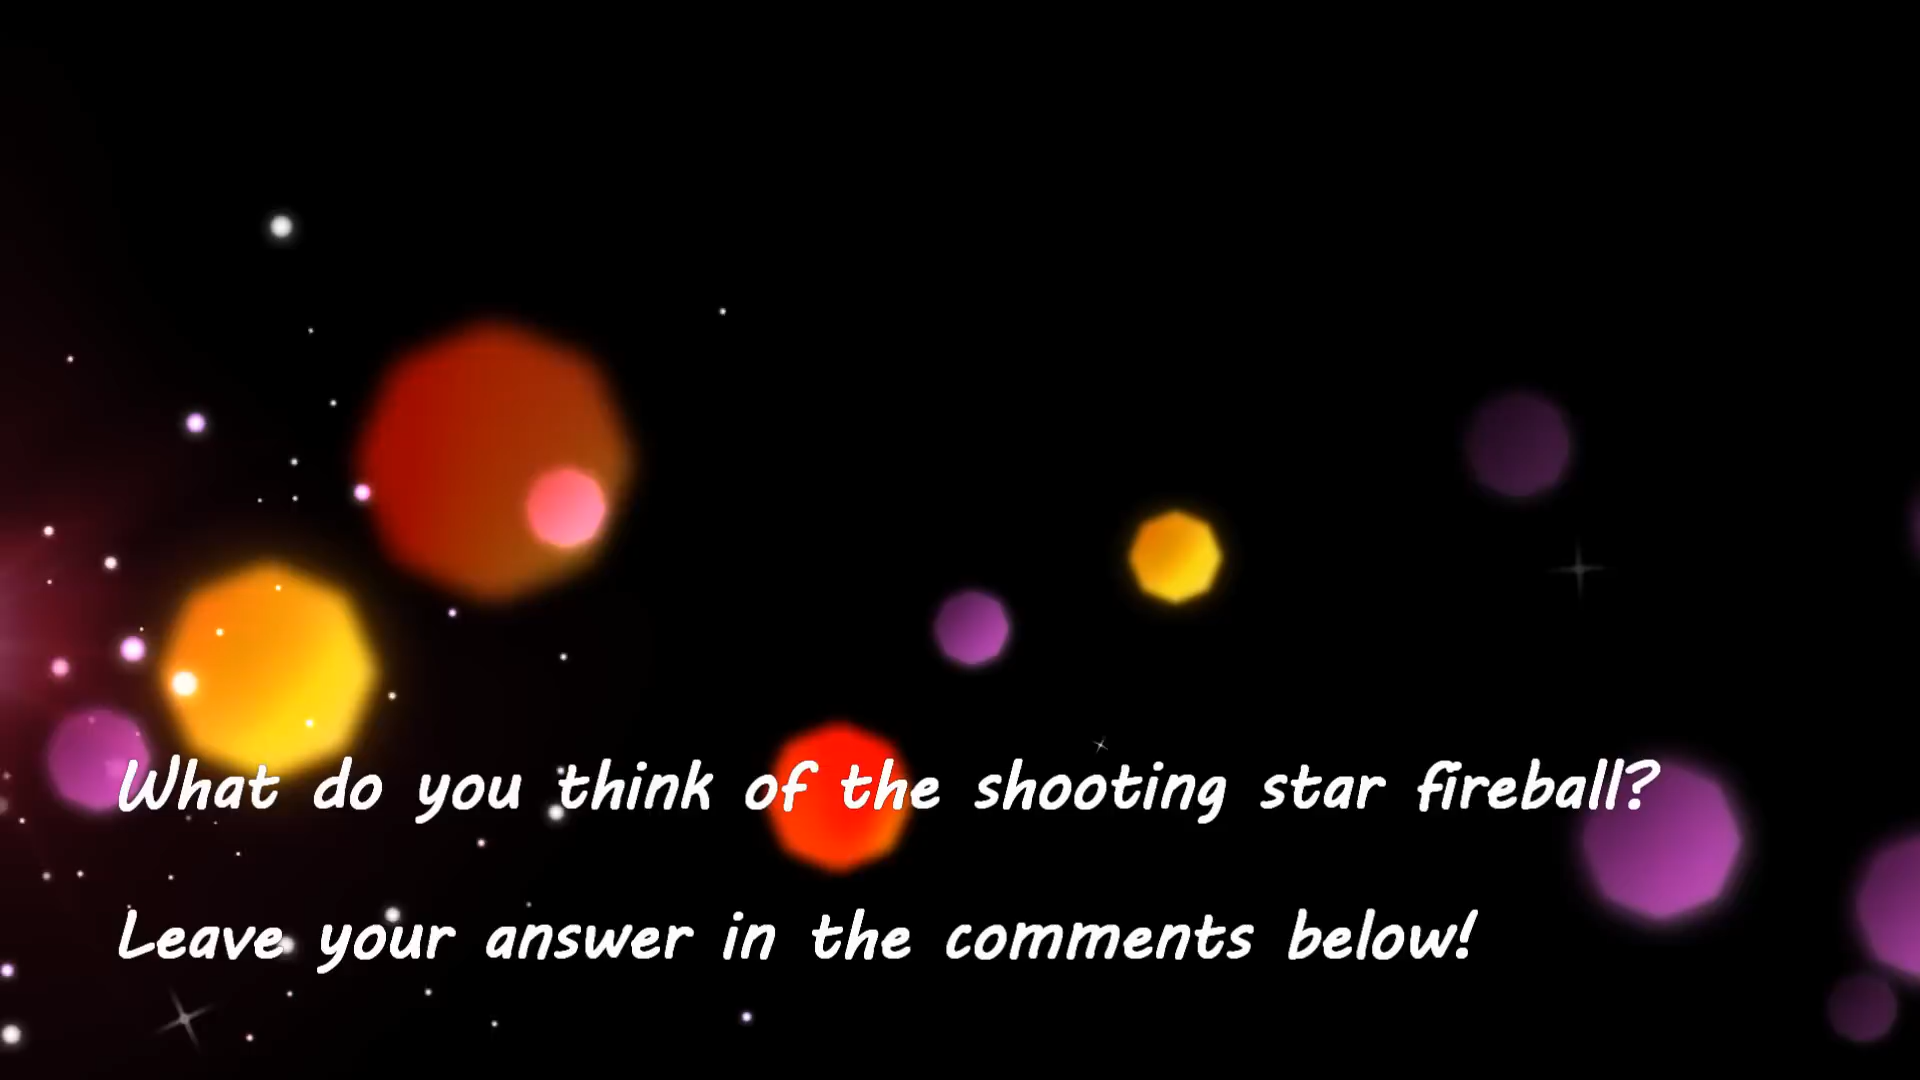 What do you think of the shooting star fireball?
Leave your answer in the comments below!